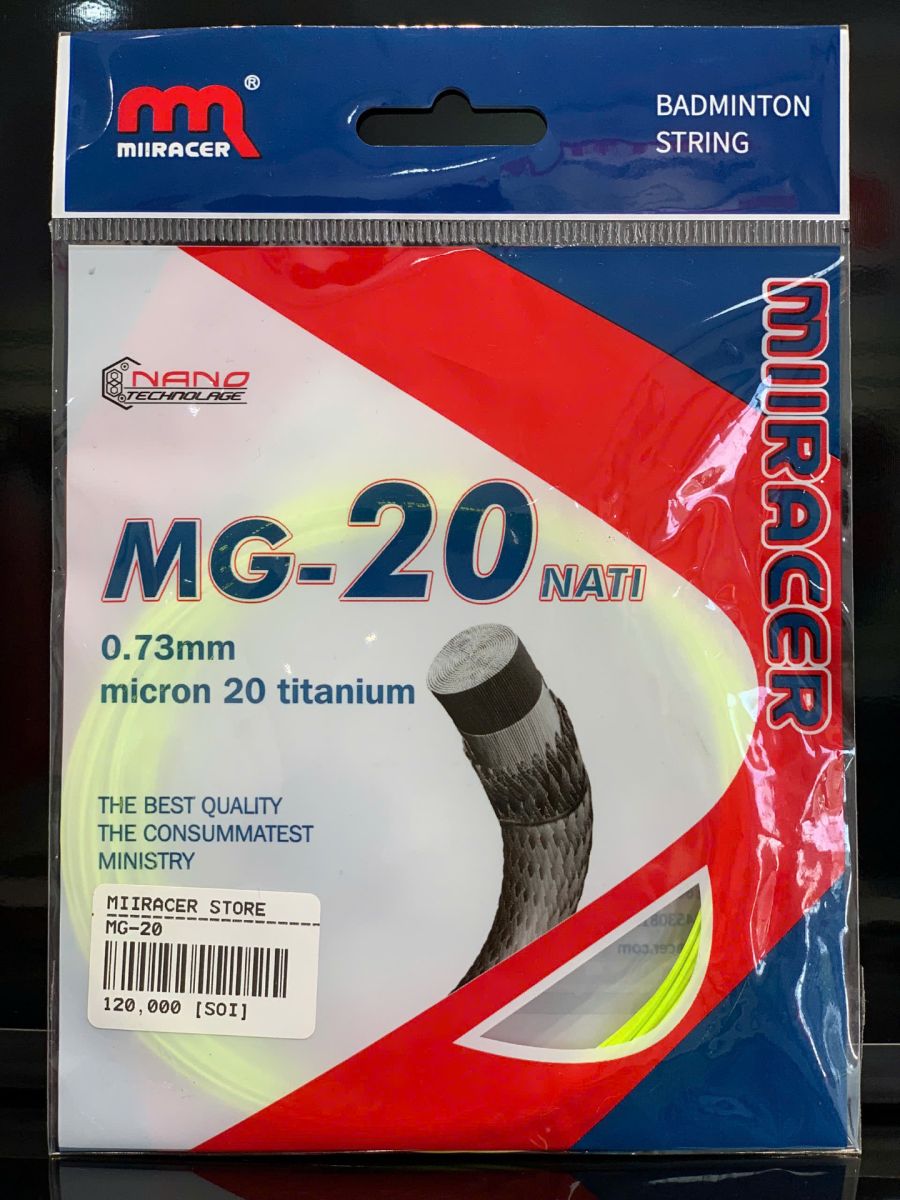 MIIRACER ®
BADMINTON
STRING
MIIRACER
NANO
TECHNOLAGE
MG-20 NATI
0.73mm
micron 20 titanium
THE BEST QUALITY
THE CONSUMMATEST
MINISTRY
MIIRACER STORE
MG-20
120,000 [SOI]